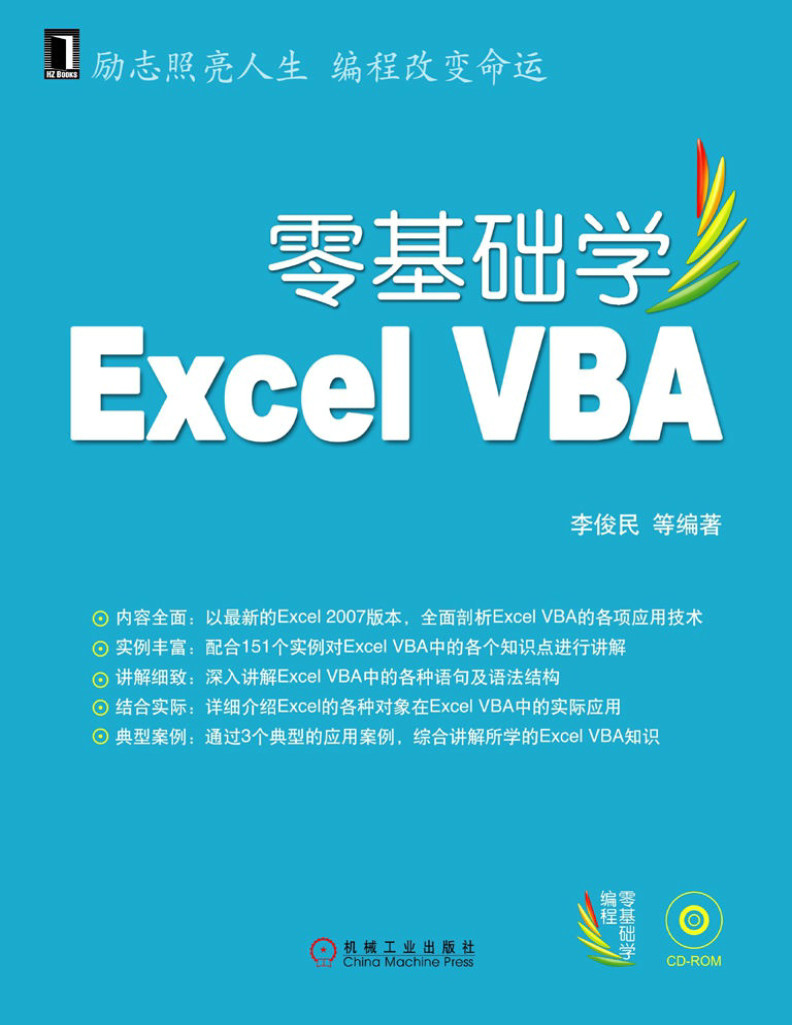 HZ BOOKS
励志照亮人生 编程改变命运
零基础学
Excel VBA
李俊民 等编著
内容全面：以最新的Excel 2007版本，全面剖析Excel VBA的各项应用技术
实例丰富：配合151个实例对Excel VBA中的各个知识点进行讲解
讲解细致：深入讲解Excel VBA中的各种语句及语法结构
结合实际：详细介绍Excel的各种对象在Excel VBA中的实际应用
典型案例：通过3个典型的应用案例，综合讲解所学的Excel VBA知识
零基础学
编程
CD-ROM
机械工业出版社
China Machine Press